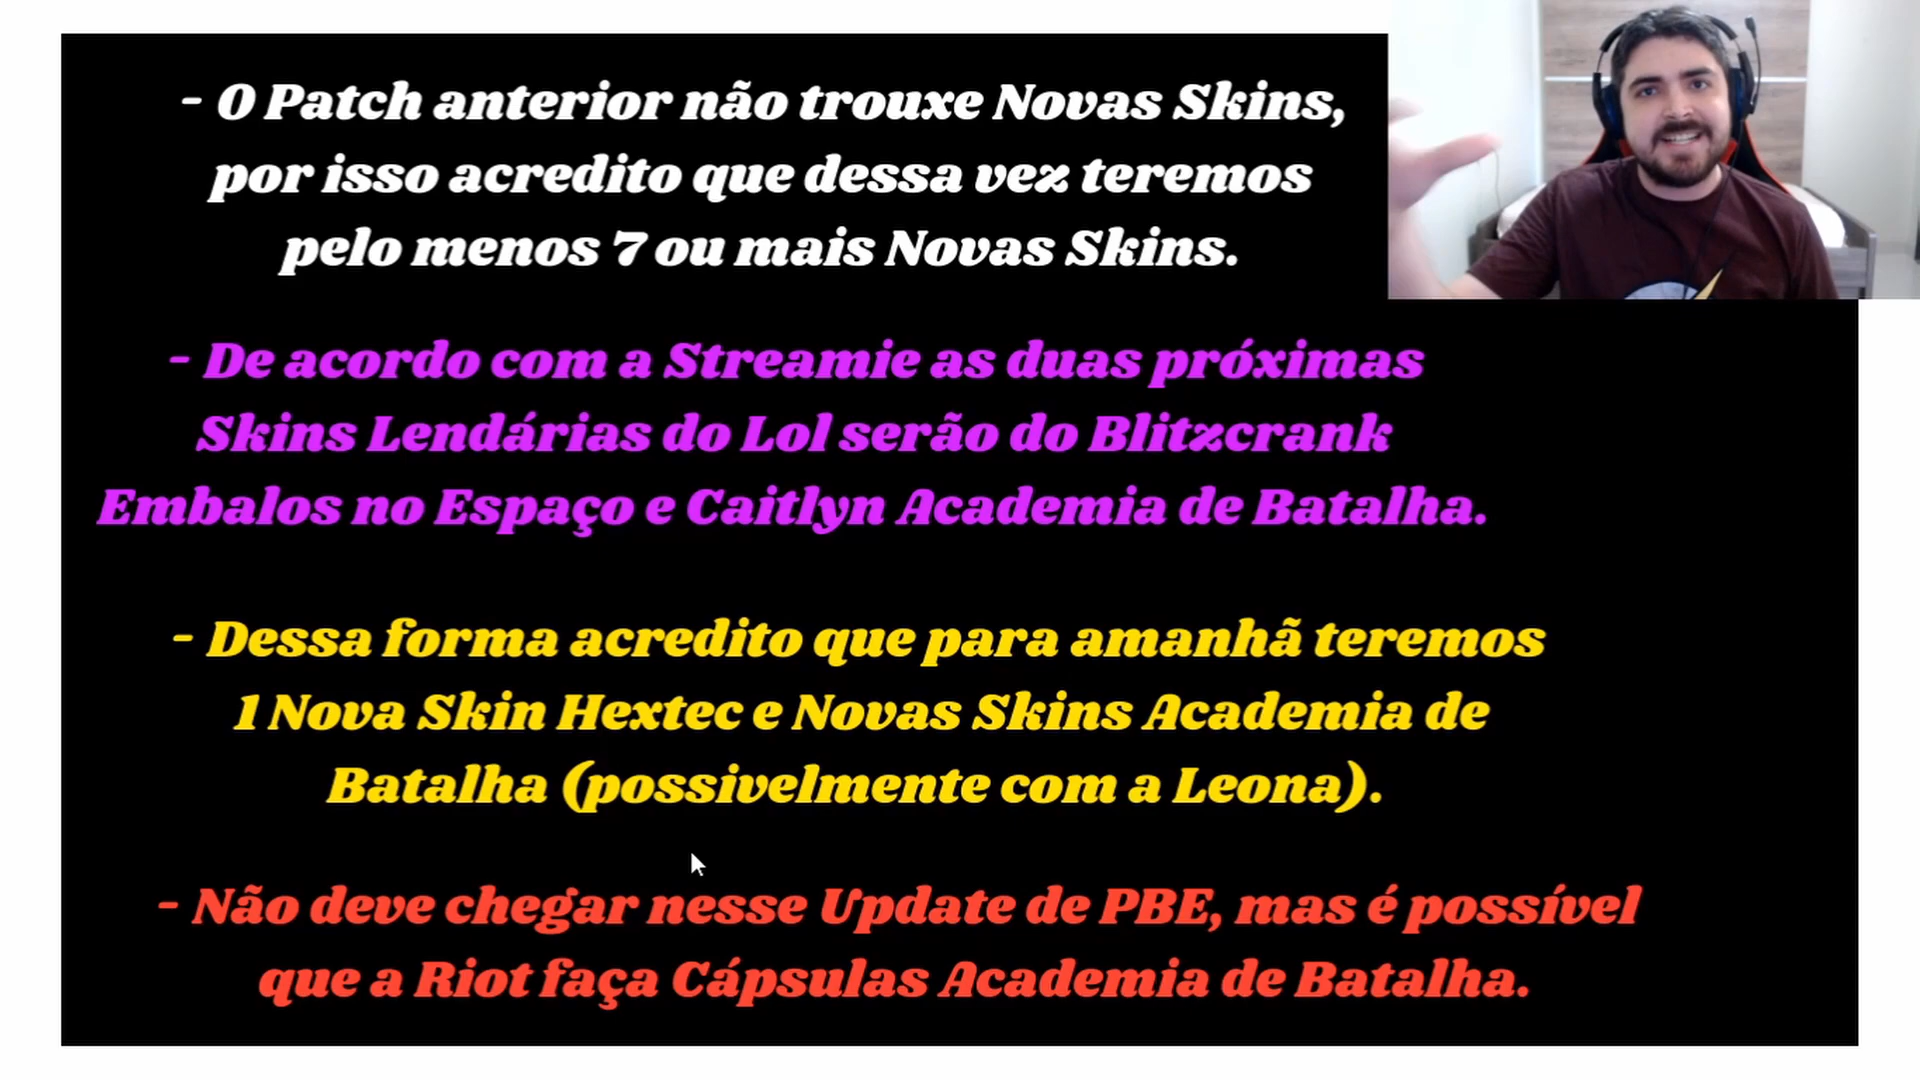 - O Patch anterior não trouxe Novas Skins,
por isso acredito que dessa vez teremos
pelo menos 7 ou mais Novas Skins.
- De acordo com a Streamie as duas próximas
Skins Lendárias do Lol serão do Blitzcrank
Embalos no Espaço e Caitlyn Academia de Batalha.
- Dessa forma acredito que para amanhã teremos
1 Nova Skin Hextec e Novas Skins Academia de
Batalha (possivelmente com a Leona).
- Não deve chegar nesse Update de PBE, mas é possível
que a Riot faça Cápsulas Academia de Batalha.